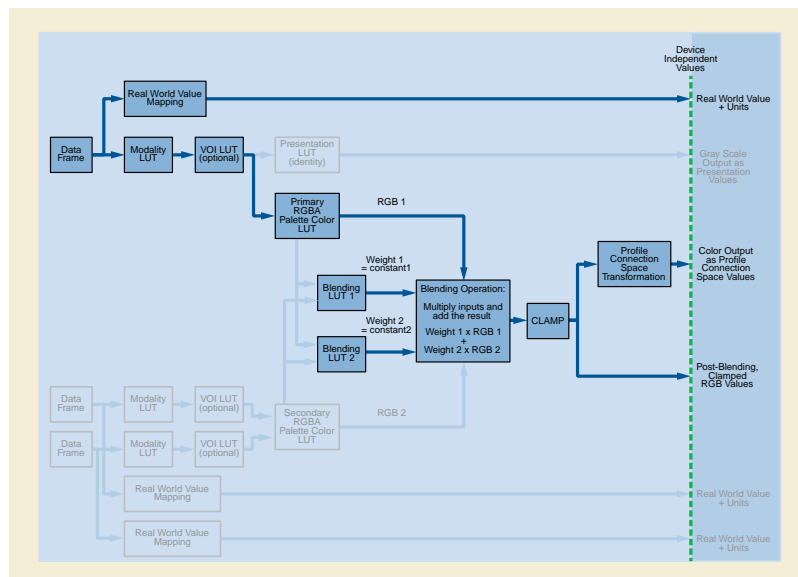 Device
Independent
Values
Real World Value
Mapping
Real World Value
+ Units
Data
Frame
Modality
LUT
VOI LUT
(optional)
Presentation
LUT
(identity)
Gray Scale
Output as
Presentation
Values
Primary
RGBA
Palette Color
LUT
RGB 1
Weight 1
= constant1
Blending
LUT 1
Weight 2
= constant2
Blending
LUT 2
Blending Operation:
Multiply inputs and
add the result
Weight 1 x RGB 1
+
Weight 2 x RGB 2
CLAMP
Profile
Connection
Space
Transformation
Color Output
as Profile
Connection
Space Values
Post-Blending,
Clamped
RGB Values
Data
Frame
Modality
LUT
VOI LUT
(optional)
Secondary
RGBA
Palette Color
LUT
RGB 2
Data
Frame
Modality
LUT
VOI LUT
(optional)
Real World Value
Mapping
Real World Value
+ Units
Real World Value
Mapping
Real World Value
+ Units